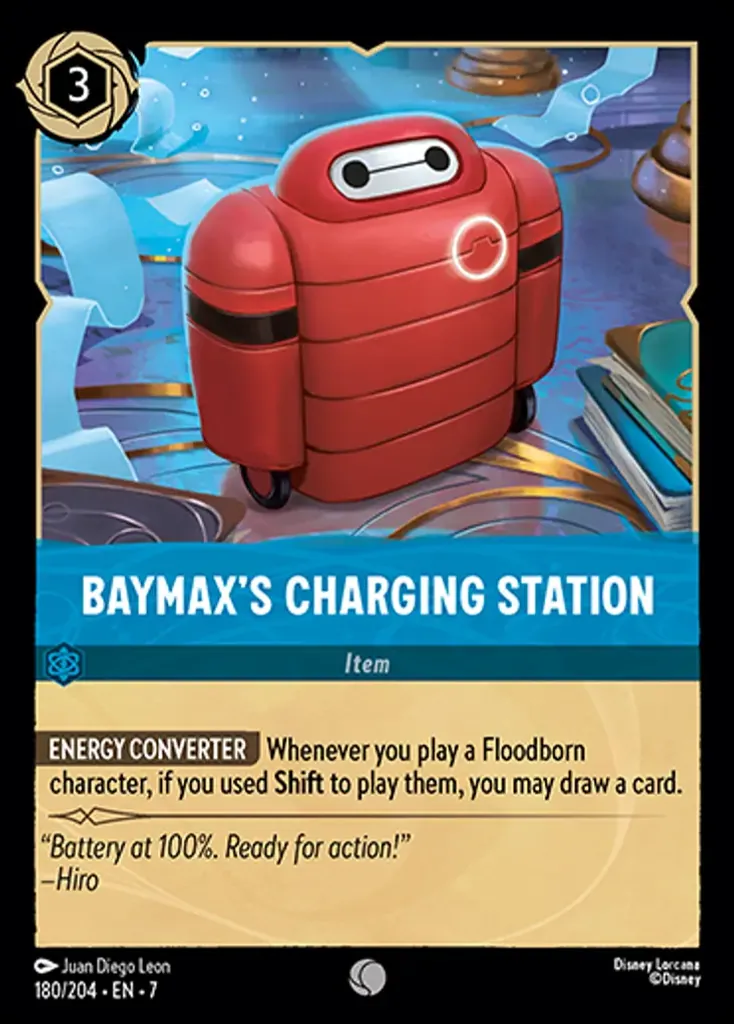 3
BAYMAX'S CHARGING STATION
Item
ENERGY CONVERTER Whenever you play a Floodborn
character, if you used Shift to play them, you may draw a card.
“Battery at 100%. Ready for action!”
–Hiro
Juan Diego Leon
Disney Lorcana
180/204 • EN • 7
©Disney